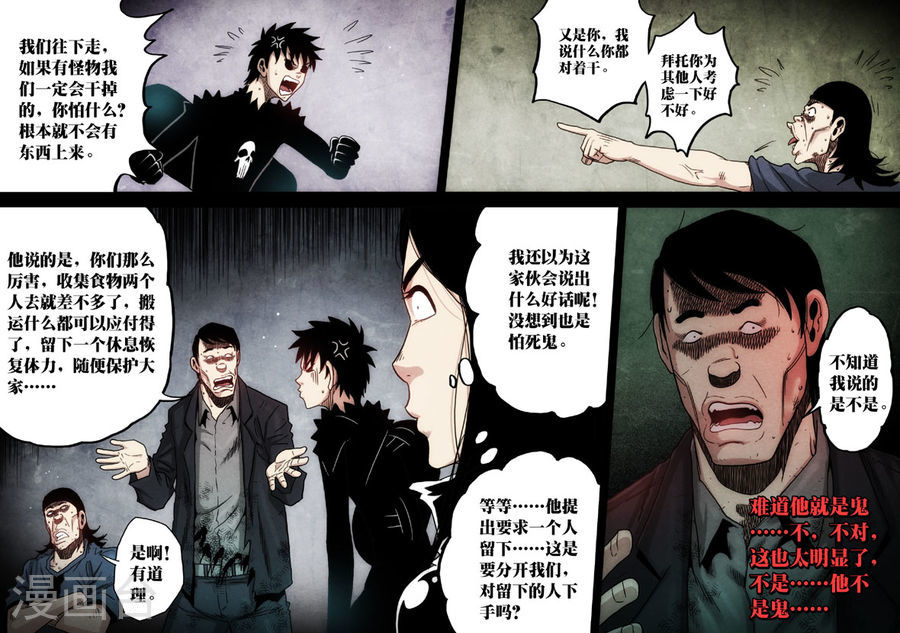 我们往下走，
如果有怪物我
们一定会干掉
的，你怕什么？
根本就不会有
东西上来。
又是你，我
说什么你都
对着干。
拜托你为
其他人考
虑一下好
不好。
他说的是，你们那么
厉害，收集食物两个
人去就差不多了，搬
运什么都可以应付得
了，留下一个休息恢
复体力，随便保护大
家……
是啊！
有道
理。
我还以为这
家伙会说出
什么好话呢！
没想到也是
怕死鬼。
等等……他提
出要求一个人
留下……这是
要分开我们，
对留下的人下
手吗？
不知道
我说的
是不是。
难道他就是鬼
……不，不对，
这也太明显了，
不是……他不
是鬼……
漫画台